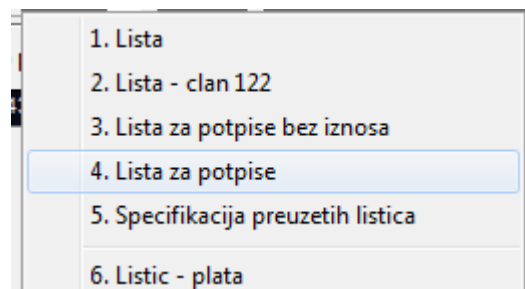 1. Lista
2. Lista - clan 122
3. Lista za potpise bez iznosa
4. Lista za potpise
5. Specifikacija preuzetih listica
6. Listic - plata